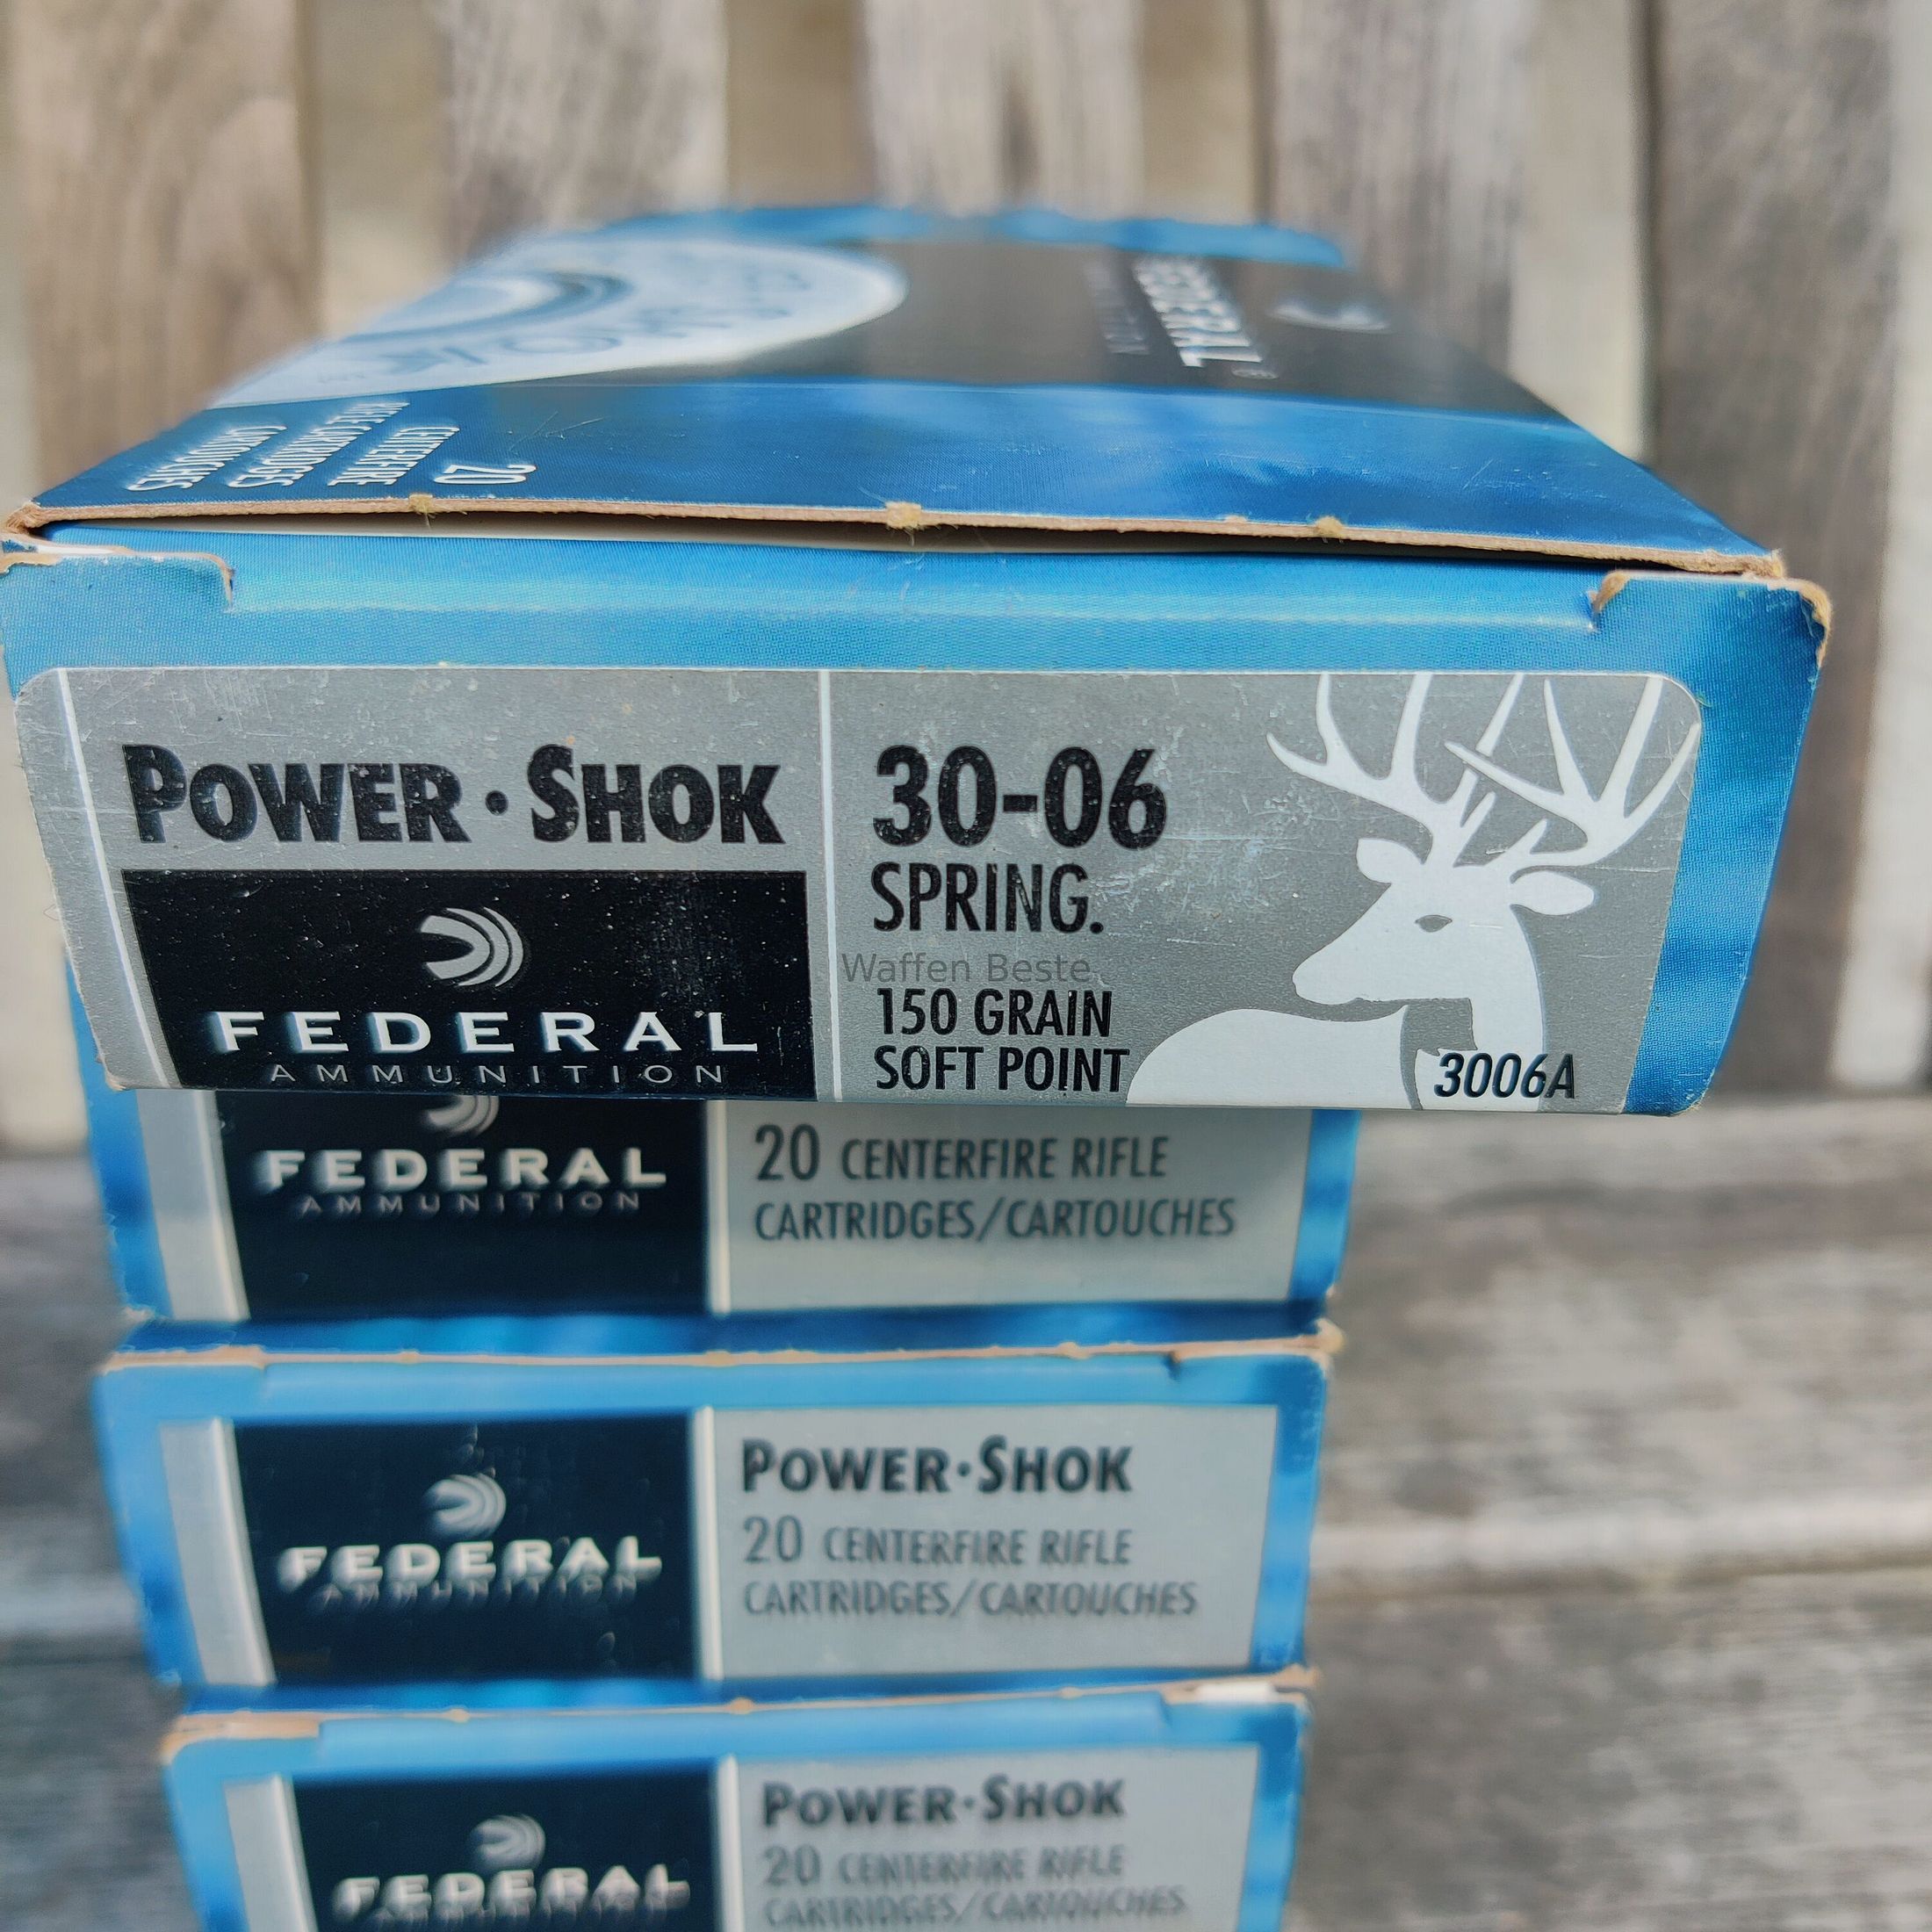 FEDERAL
20
CENTERFIRE
RIFLE CARTRIDGES
CARTOUCHES
POWER·SHOK
FEDERAL
AMMUNITION
30-06
SPRING.
Waffen Beste
150 GRAIN
SOFT POINT
3006A
FEDERAL
AMMUNITION
20 CENTERFIRE RIFLE
CARTRIDGES/CARTOUCHES
FEDERAL
AMMUNITION
POWER·SHOK
20 CENTERFIRE RIFLE
CARTRIDGES/CARTOUCHES
FEDERAL
AMMUNITION
POWER·SHOK
20 CENTERFIRE RIFLE
CARTRIDGES/CARTOUCHES